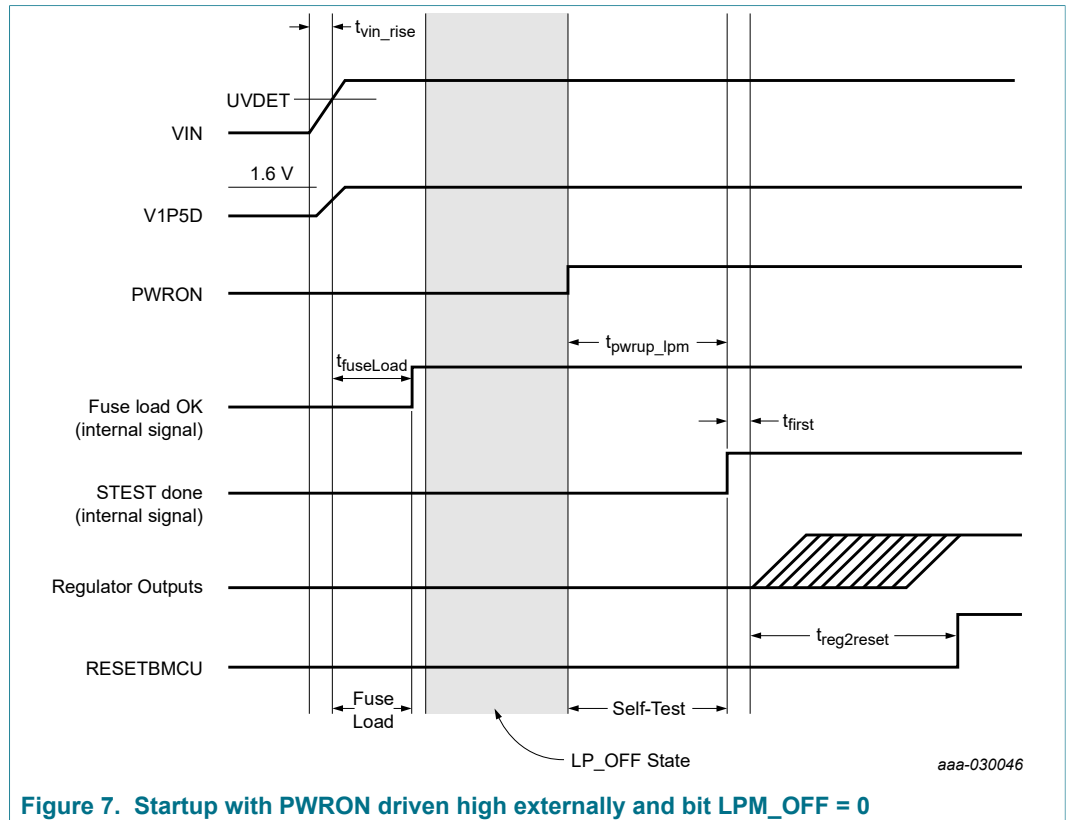 tvin_rise
UVDET
VIN
1.6 V
V1P5D
PWRON
tpwrup_lpm
tfuseLoad
Fuse load OK
(internal signal)
tfirst
STEST done
(internal signal)
Regulator Outputs
treg2reset
RESETBMCU
Fuse
Load
Self-Test
LP_OFF State
aaa-030046
Figure 7. Startup with PWRON driven high externally and bit LPM_OFF = 0